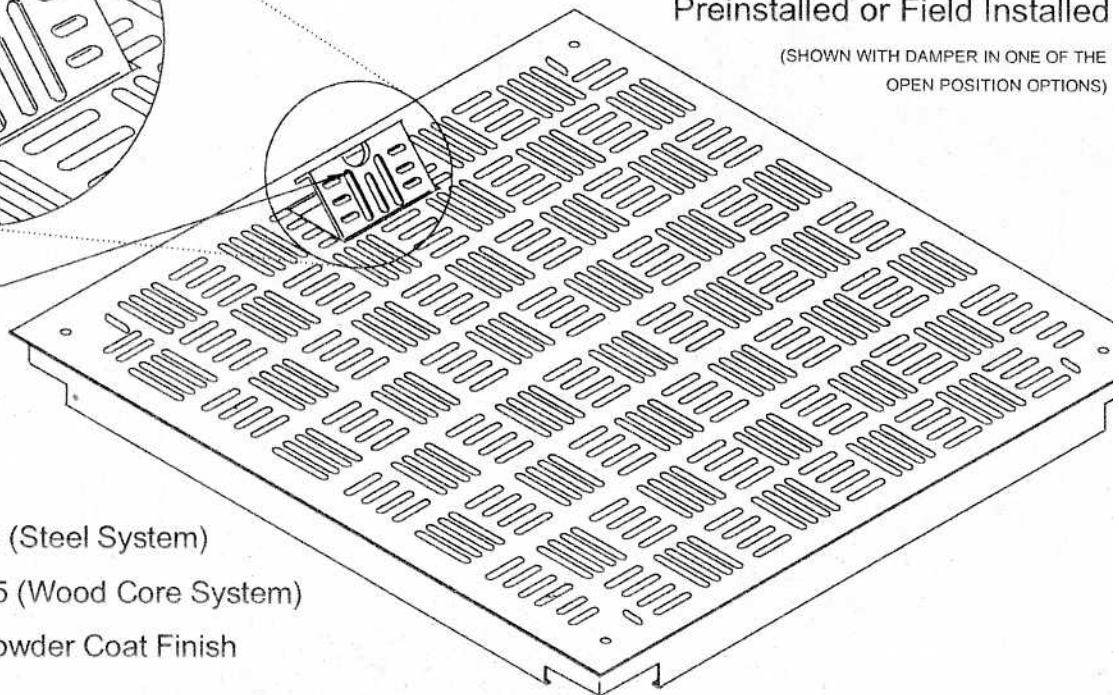 Preinstalled or Field Installed
(SHOWN WITH DAMPER IN ONE OF THE
OPEN POSITION OPTIONS)
(Steel System)
5 (Wood Core System)
owder Coat Finish